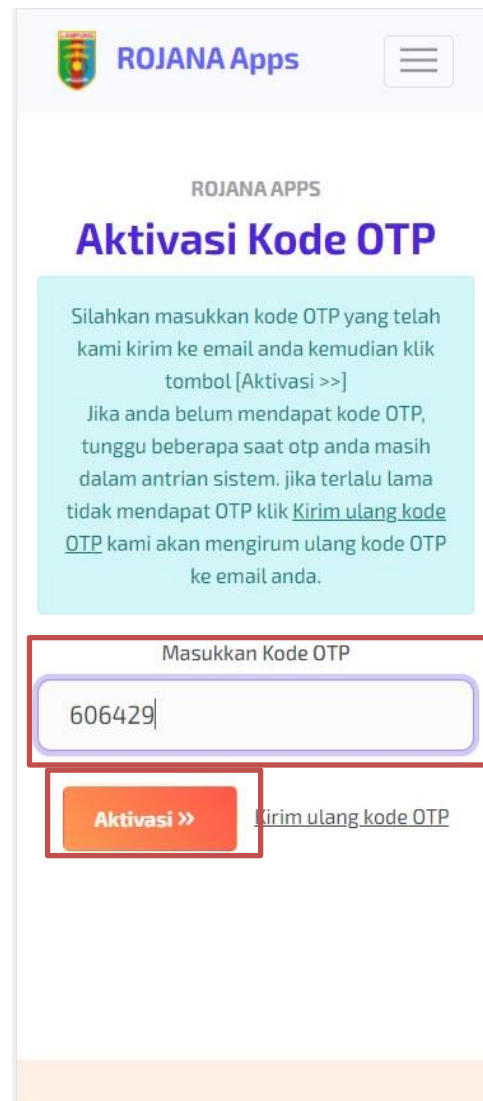 LAMPUNG
ROJANA Apps
ROJANA APPS
Aktivasi Kode OTP
Silahkan masukkan kode OTP yang telah
kami kirim ke email anda kemudian klik
tombol [Aktivasi >>]
Jika anda belum mendapat kode OTP,
tunggu beberapa saat otp anda masih
dalam antrian sistem. jika terlalu lama
tidak mendapat OTP klik Kirim ulang kode
OTP kami akan mengirum ulang kode OTP
ke email anda.
Masukkan Kode OTP
606429
Aktivasi »
Kirim ulang kode OTP